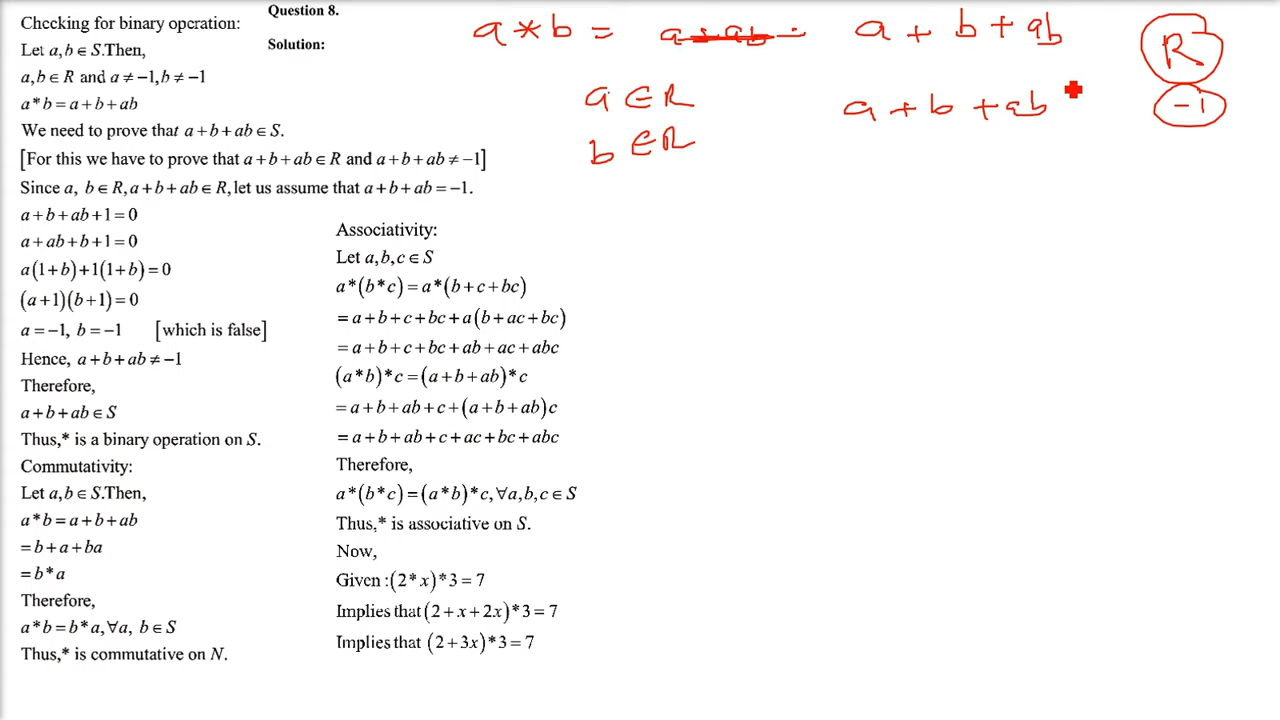 Question 8.
Solution:
Checking for binary operation:
Let a,b∈S.Then,
a,b∈R and a≠−1,b≠−1
a*b=a+b+ab
We need to prove that a+b+ab∈S.
[For this we have to prove that a+b+ab∈R and a+b+ab≠−1]
Since a, b∈R,a+b+ab∈R,let us assume that a+b+ab=−1.
a+b+ab+1=0
a+ab+b+1=0
a(1+b)+1(1+b)=0
(a+1)(b+1)=0
a=−1, b=−1 [which is false]
Hence, a+b+ab≠−1
Therefore,
a+b+ab∈S
Thus,* is a binary operation on S.
Commutativity:
Let a,b∈S.Then,
a*b=a+b+ab
=b+a+ba
=b*a
Therefore,
a*b=b*a,∀a, b∈S
Thus,* is commutative on N.
Associativity:
Let a,b,c∈S
a*(b*c)=a*(b+c+bc)
=a+b+c+bc+a(b+ac+bc)
=a+b+c+bc+ab+ac+abc
(a*b)*c=(a+b+ab)*c
=a+b+ab+c+(a+b+ab)c
=a+b+ab+c+ac+bc+abc
Therefore,
a*(b*c)=(a*b)*c,∀a,b,c∈S
Thus,* is associative on S.
Now,
Given :(2*x)*3=7
Implies that (2+x+2x)*3=7
Implies that (2+3x)*3=7
a * b = a + b + ab
a ∈ R
b ∈ R
a + b + ab
R
−1